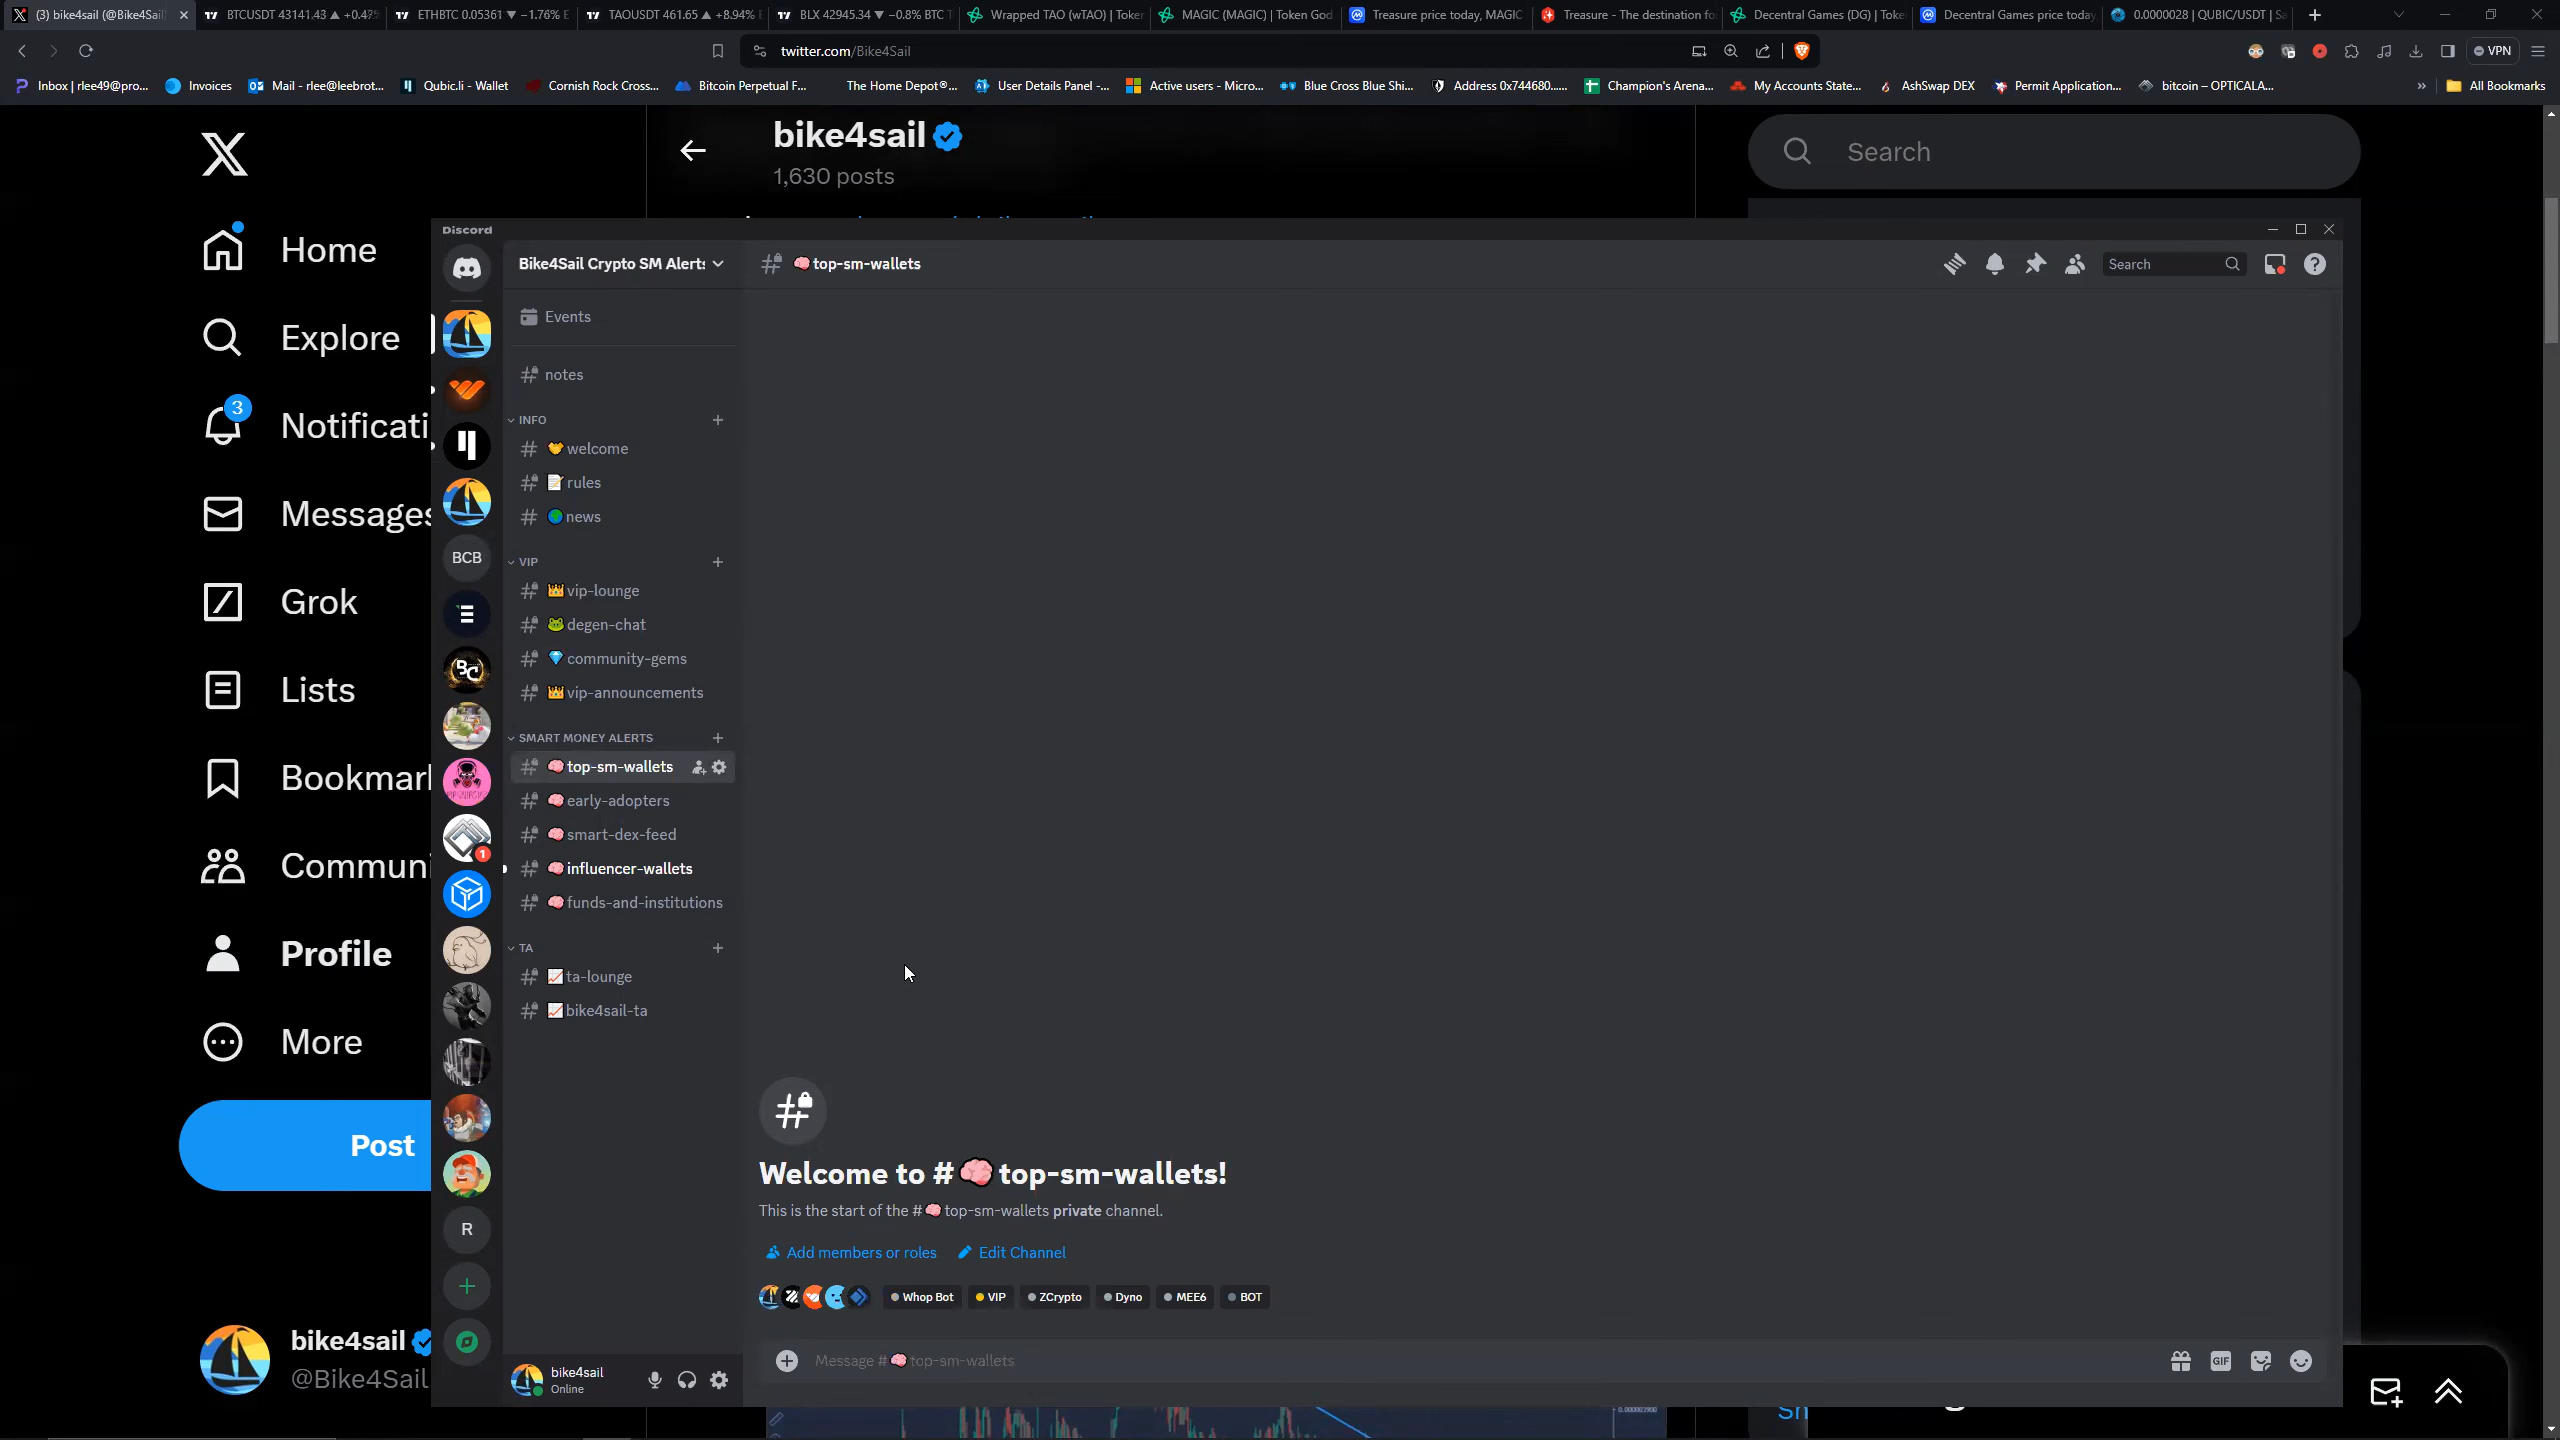 (3) bike4sail (@Bike4Sail)
BTCUSDT 43141.43 ▲ +0.47%
ETHBTC 0.05361 ▼ −1.76%
TAOUSDT 461.65 ▲ +8.94%
BLX 42945.34 ▼ −0.8% BTC
Wrapped TAO (wTAO) | Token
MAGIC (MAGIC) | Token God
Treasure price today, MAGIC
Treasure - The destination fo
Decentral Games (DG) | Toke
Decentral Games price today,
0.0000028 | QUBIC/USDT | Sa
twitter.com/Bike4Sail
VPN
Inbox | rlee49@pro...
Invoices
Mail - rlee@leebrot...
Qubic.li - Wallet
Cornish Rock Cross...
Bitcoin Perpetual F...
The Home Depot®...
User Details Panel -...
Active users - Micro...
Blue Cross Blue Shi...
Address 0x744680......
Champion's Arena...
My Accounts State...
AshSwap DEX
Permit Application...
bitcoin – OPTICALA...
»
All Bookmarks
bike4sail
1,630 posts
Search
Home
Explore
3
Notificati
Messages
Grok
Lists
Bookmar
Communi
Profile
More
Post
bike4sail
@Bike4Sail
Discord
BCB
1
R
Bike4Sail Crypto SM Alerts
Events
notes
INFO
welcome
rules
news
VIP
vip-lounge
degen-chat
community-gems
vip-announcements
SMART MONEY ALERTS
top-sm-wallets
early-adopters
smart-dex-feed
influencer-wallets
funds-and-institutions
TA
ta-lounge
bike4sail-ta
bike4sail
Online
# 🧠top-sm-wallets
Search
Welcome to #🧠top-sm-wallets!
This is the start of the #🧠top-sm-wallets private channel.
Add members or roles
Edit Channel
Whop Bot
VIP
ZCrypto
Dyno
MEE6
BOT
Message #🧠top-sm-wallets
GIF